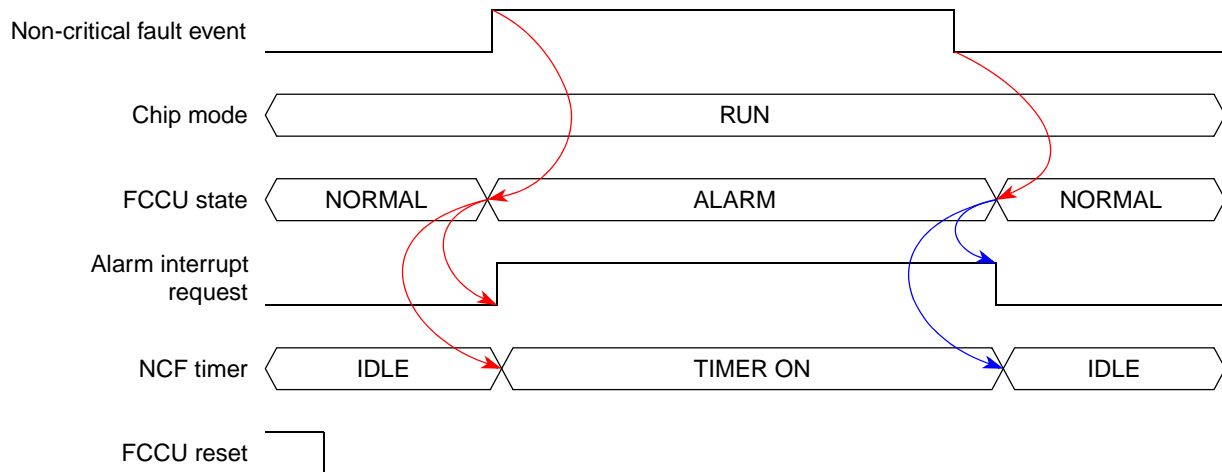 Non-critical fault event
Chip mode
RUN
FCCU state
NORMAL
ALARM
NORMAL
Alarm interrupt
request
NCF timer
IDLE
TIMER ON
IDLE
FCCU reset